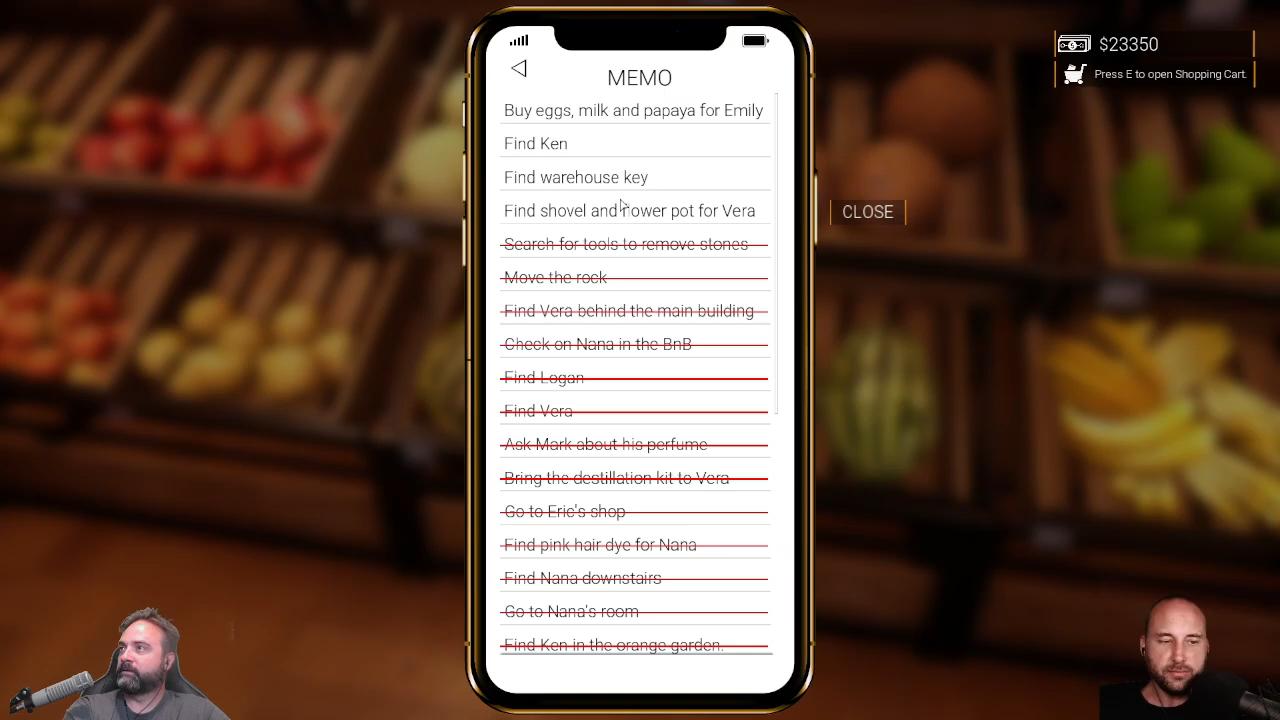 $23350
Press E to open Shopping Cart.
MEMO
Buy eggs, milk and papaya for Emily
Find Ken
Find warehouse key
Find shovel and flower pot for Vera
CLOSE
Search for tools to remove stones
Move the rock
Find Vera behind the main building
Check on Nana in the BnB
Find Logan
Find Vera
Ask Mark about his perfume
Bring the destillation kit to Vera
Go to Eric's shop
Find pink hair dye for Nana
Find Nana downstairs
Go to Nana's room
Find Ken in the orange garden.